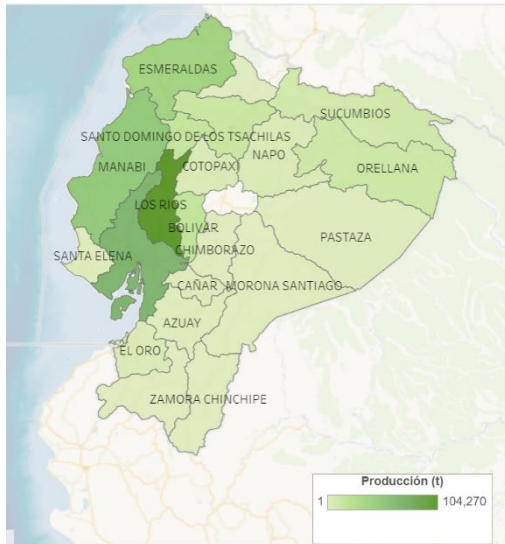 ESMERALDAS
SUCUMBIOS
SANTO DOMINGO DE LOS TSACHILAS
NAPO
MANABI
COTOPAXI
ORELLANA
LOS RIOS
BOLIVAR
PASTAZA
SANTA ELENA
CHIMBORAZO
CAÑAR
MORONA SANTIAGO
AZUAY
EL ORO
ZAMORA CHINCHIPE
Producción (t)
1
104,270